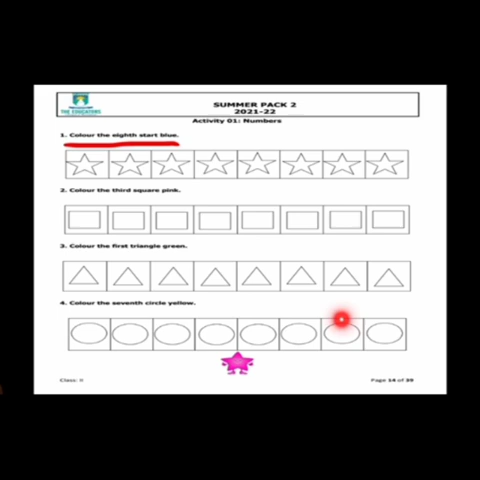 THE EDUCATORS
SUMMER PACK 2
2021-22
Activity 01: Numbers
1. Colour the eighth start blue.
2. Colour the third square pink.
3. Colour the first triangle green.
4. Colour the seventh circle yellow.
Class: II
Page 14 of 39